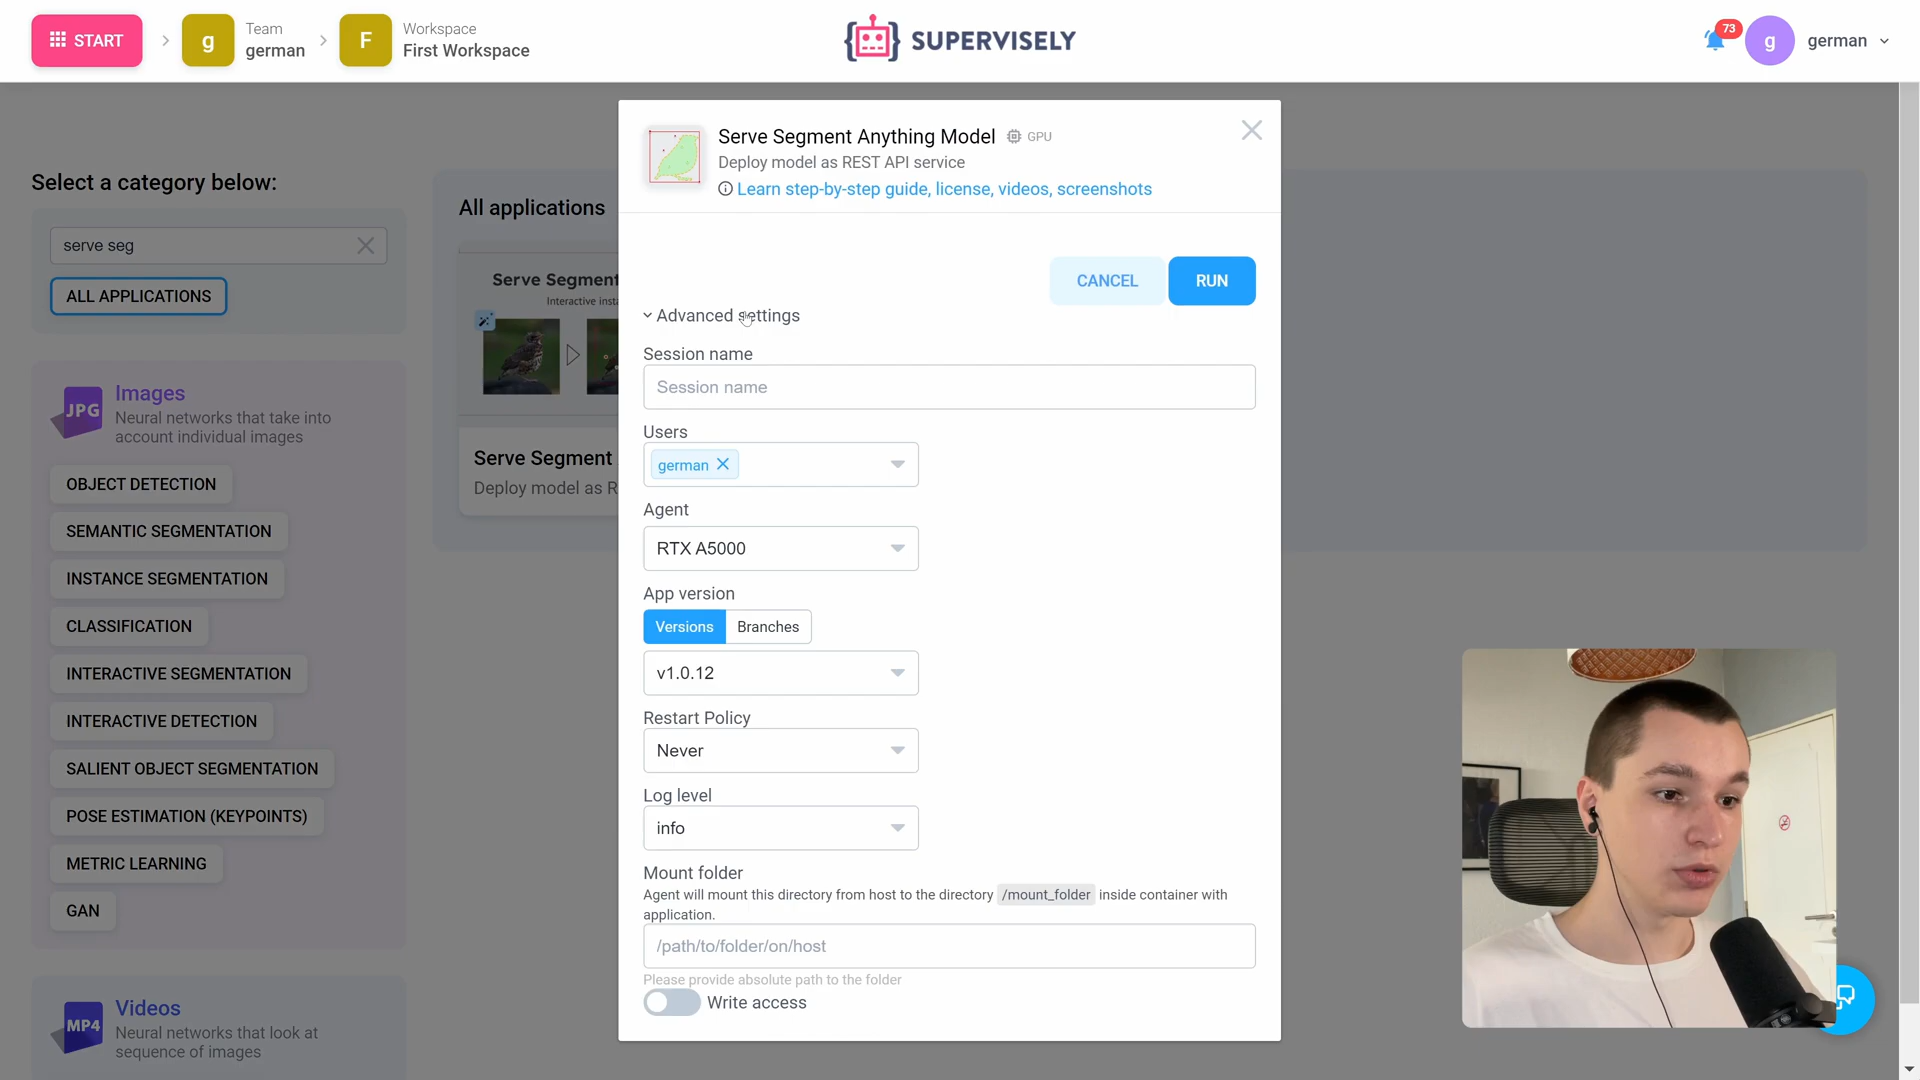 START
g
Team
german
F
Workspace
First Workspace
SUPERVISELY
73
g
german
Select a category below:
serve seg
ALL APPLICATIONS
JPG
Images
Neural networks that take into
account individual images
OBJECT DETECTION
SEMANTIC SEGMENTATION
INSTANCE SEGMENTATION
CLASSIFICATION
INTERACTIVE SEGMENTATION
INTERACTIVE DETECTION
SALIENT OBJECT SEGMENTATION
POSE ESTIMATION (KEYPOINTS)
METRIC LEARNING
GAN
MP4
Videos
Neural networks that look at
sequence of images
All applications
Serve Segment
Interactive insta
Serve Segment
Deploy model as R
Serve Segment Anything Model
GPU
Deploy model as REST API service
Learn step-by-step guide, license, videos, screenshots
CANCEL
RUN
Advanced settings
Session name
Session name
Users
german
Agent
RTX A5000
App version
Versions
Branches
v1.0.12
Restart Policy
Never
Log level
info
Mount folder
Agent will mount this directory from host to the directory /mount_folder inside container with
application.
/path/to/folder/on/host
Please provide absolute path to the folder
Write access